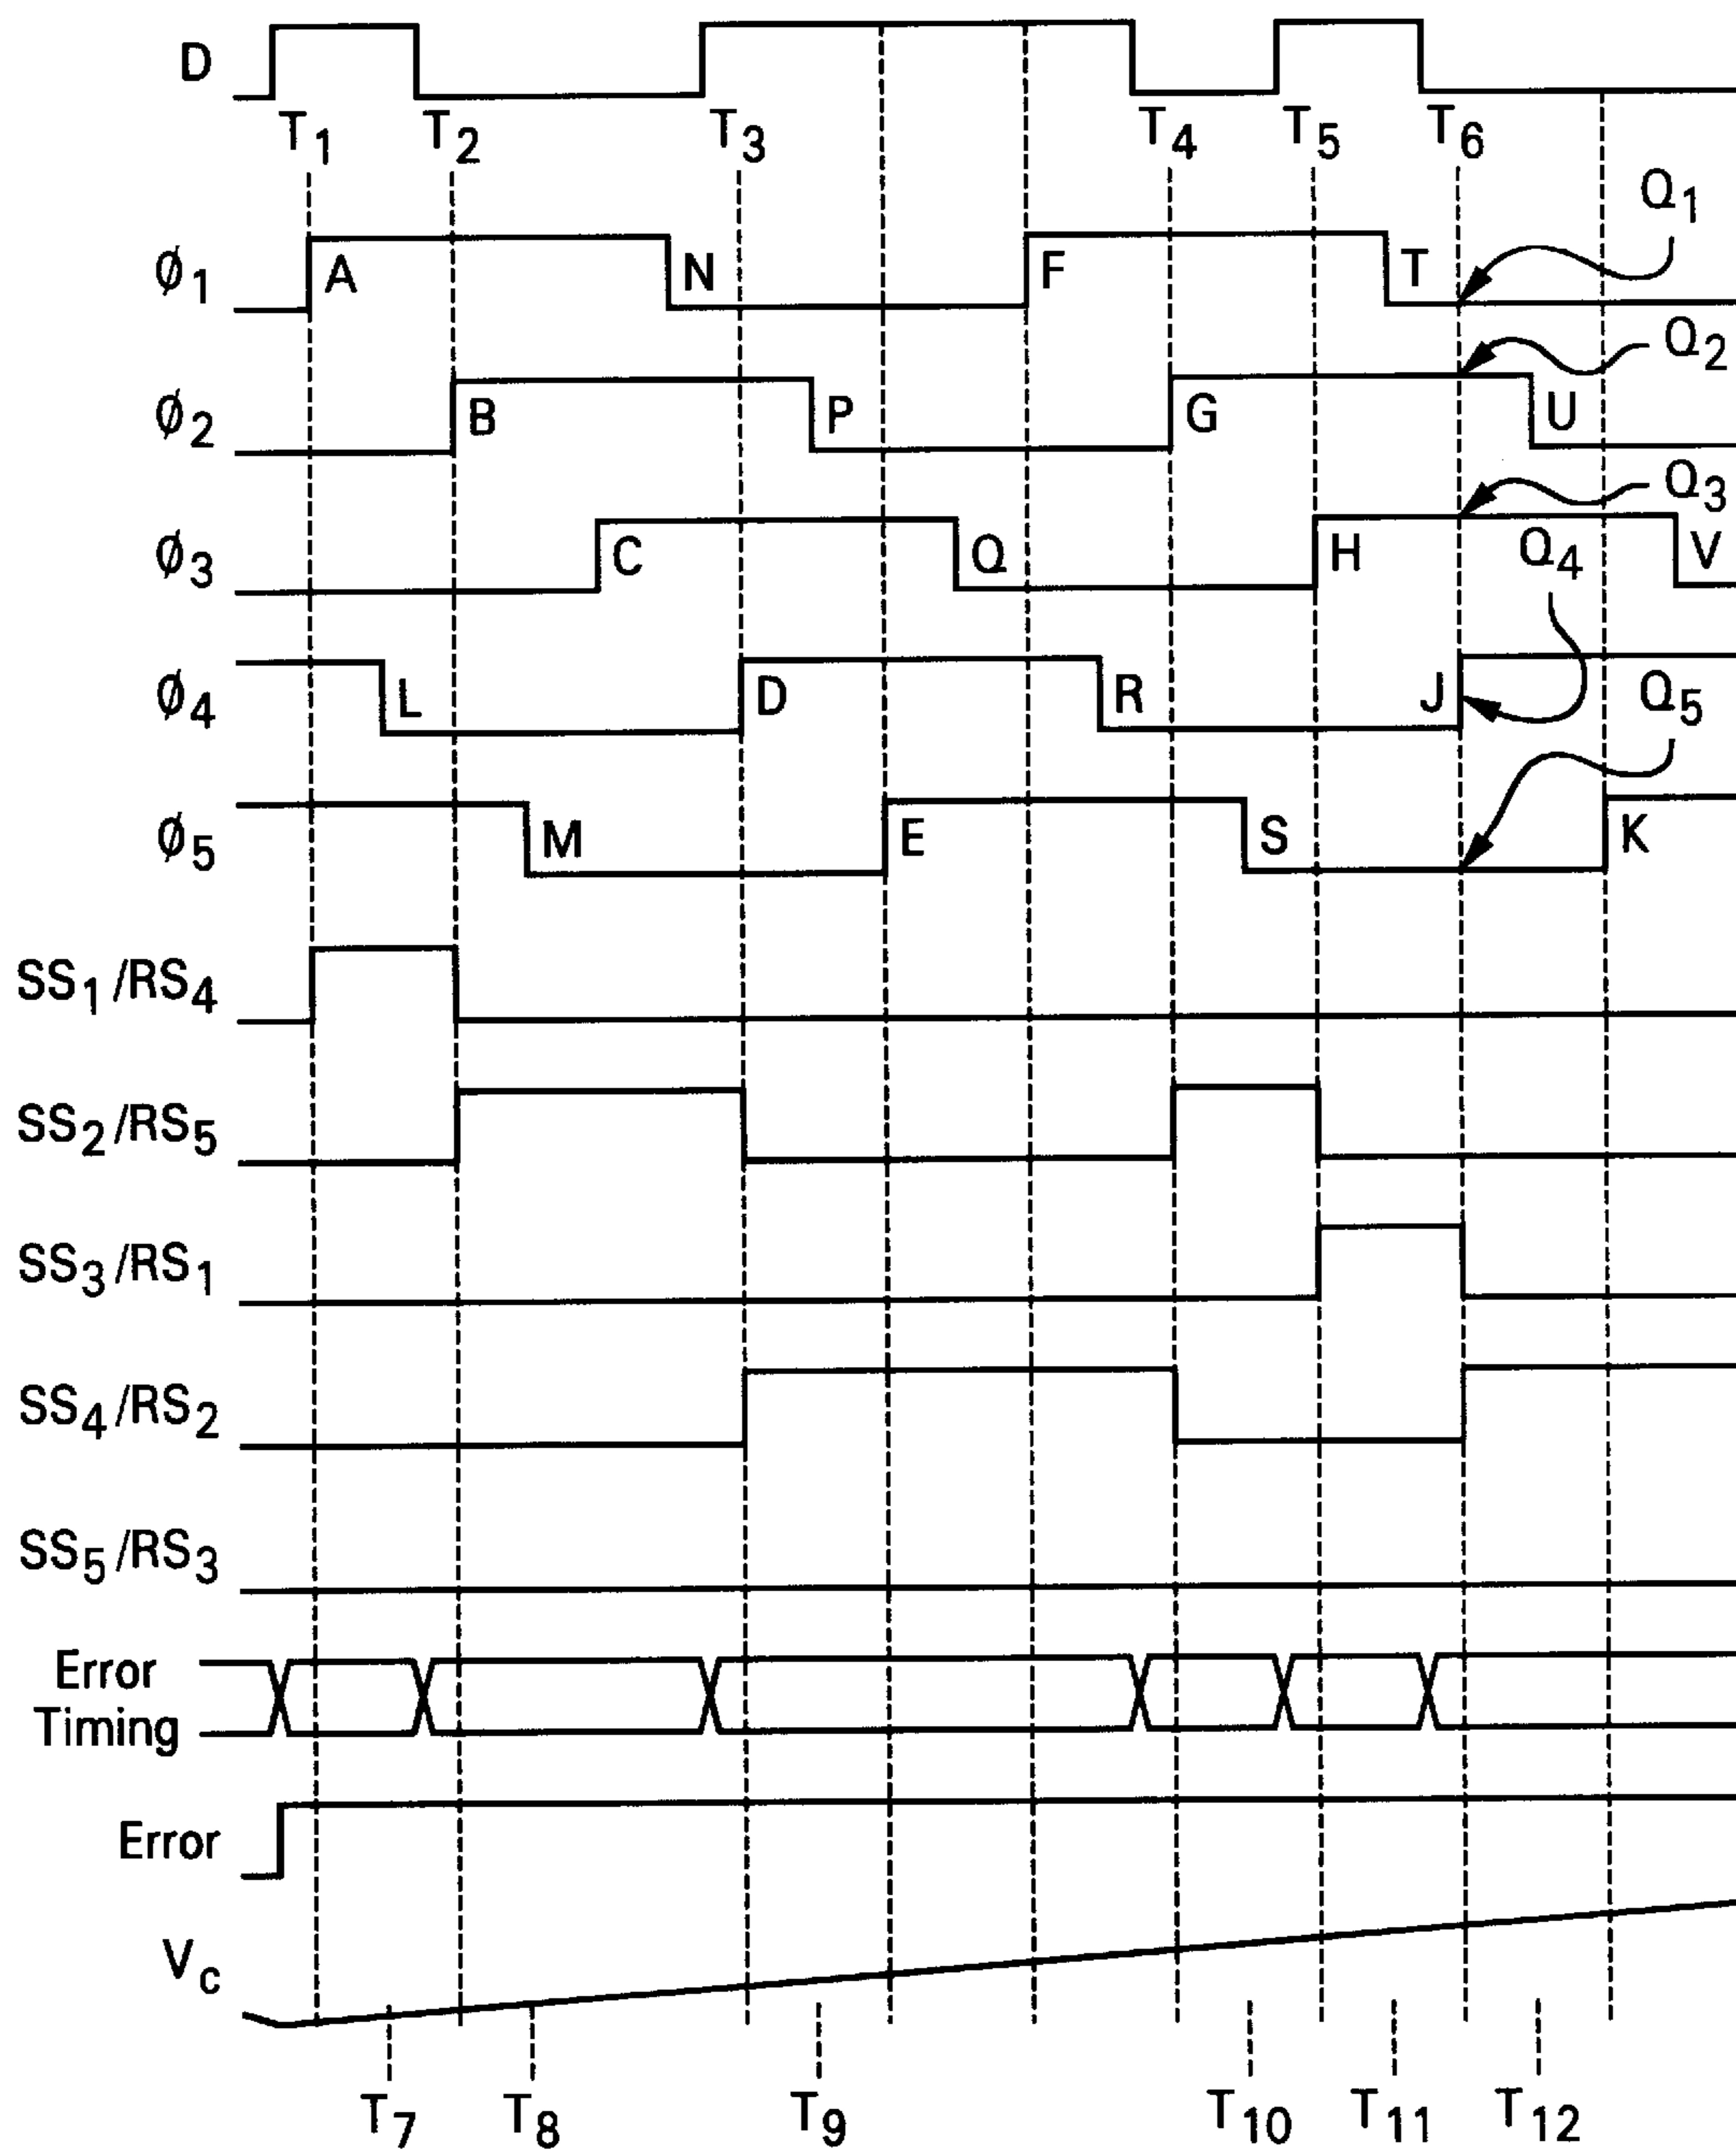 D
T1 T2 T3 T4 T5 T6
Q1
Ø1 A N F T
Q2
Ø2 B P G U
Q3
Ø3 C Q H Q4 V
Ø4 L D R J Q5
Ø5 M E S K
SS1/RS4
SS2/RS5
SS3/RS1
SS4/RS2
SS5/RS3
Error
Timing
Error
Vc
T7 T8 T9 T10 T11 T12